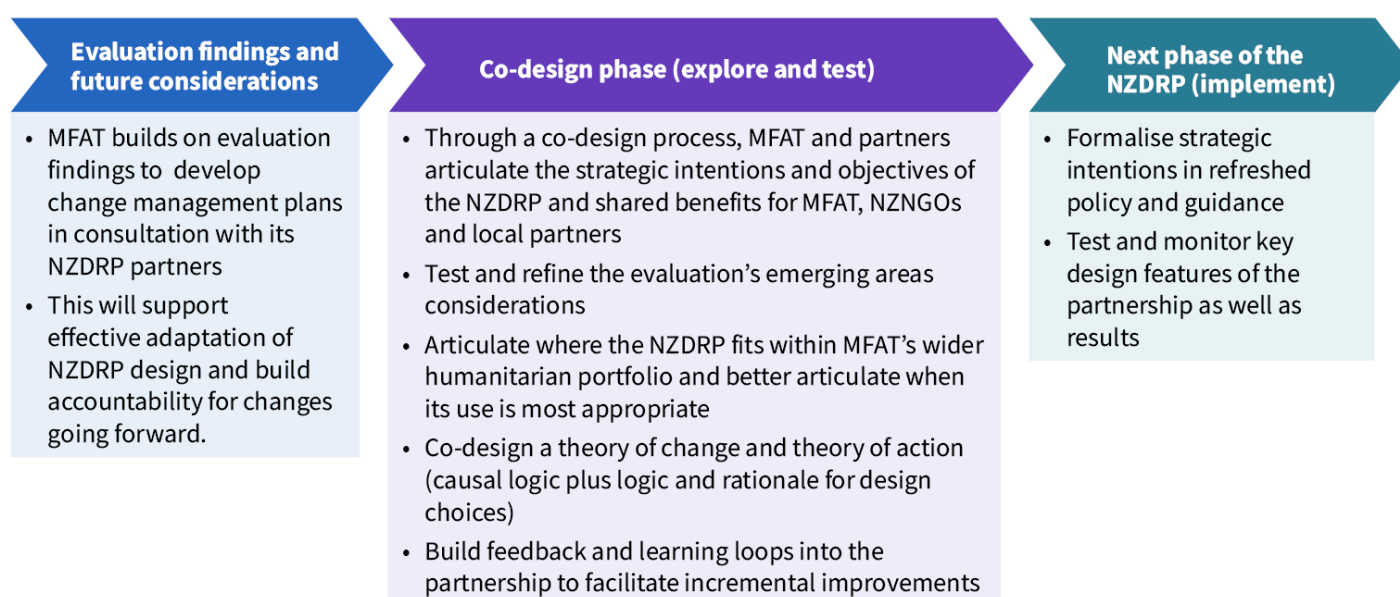 Evaluation findings and
future considerations
• MFAT builds on evaluation
findings to  develop
change management plans
in consultation with its
NZDRP partners
• This will support
effective adaptation of
NZDRP design and build
accountability for changes
going forward.
Co-design phase (explore and test)
• Through a co-design process, MFAT and partners
articulate the strategic intentions and objectives of
the NZDRP and shared benefits for MFAT, NZNGOs
and local partners
• Test and refine the evaluation’s emerging areas
considerations
• Articulate where the NZDRP fits within MFAT’s wider
humanitarian portfolio and better articulate when
its use is most appropriate
• Co-design a theory of change and theory of action
(causal logic plus logic and rationale for design
choices)
• Build feedback and learning loops into the
partnership to facilitate incremental improvements
Next phase of the
NZDRP (implement)
• Formalise strategic
intentions in refreshed
policy and guidance
• Test and monitor key
design features of the
partnership as well as
results